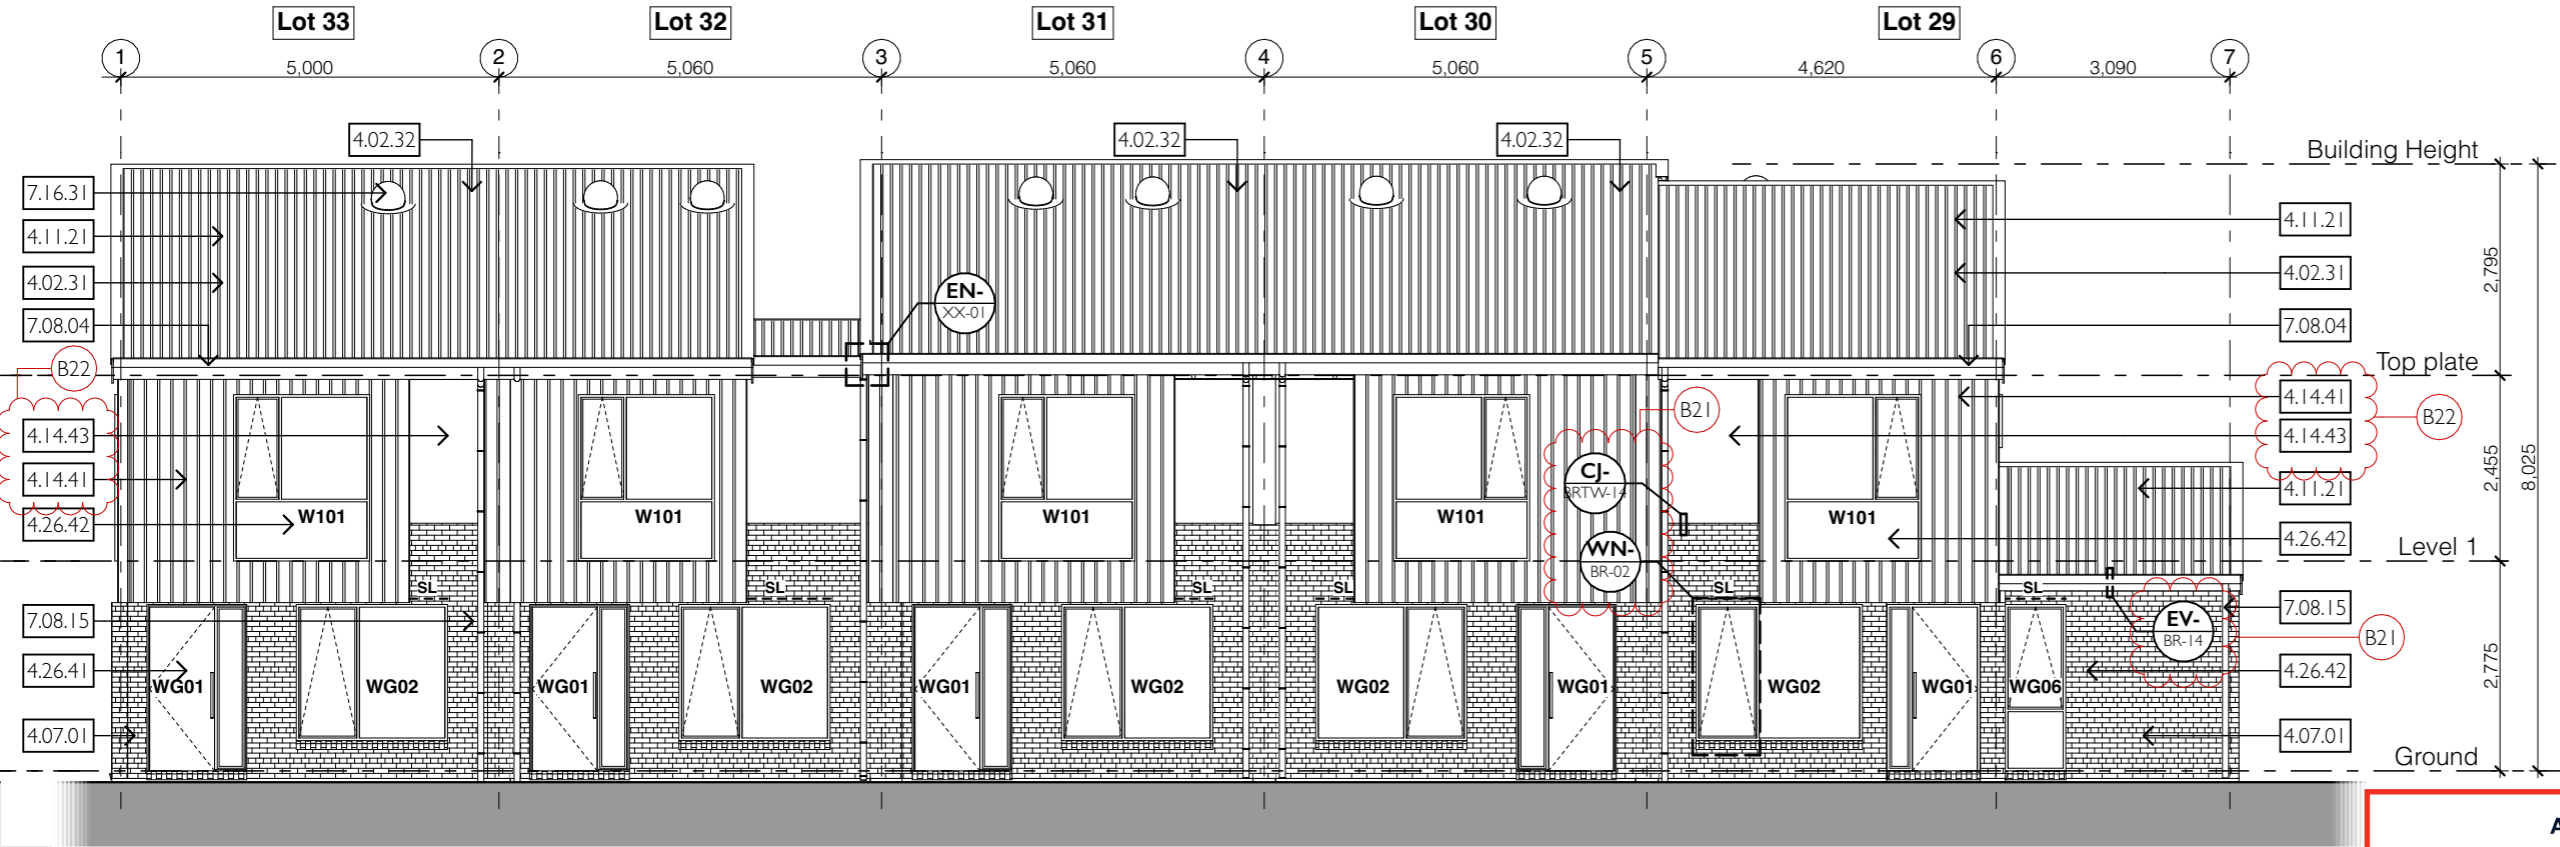 Lot 33
Lot 32
Lot 31
Lot 30
Lot 29
1
2
3
4
5
6
7
5,000
5,060
5,060
5,060
4,620
3,090
4.02.32
4.02.32
4.02.32
Building Height
7.16.31
4.11.21
4.02.31
7.08.04
B22
4.14.43
4.14.41
4.26.42
7.08.15
4.26.41
4.07.01
EN-
XX-01
W101
W101
W101
W101
W101
B21
CJ-
BRTW-14
WN-
BR-02
SL
SL
SL
SL
SL
SL
WG01
WG02
WG01
WG02
WG01
WG02
WG02
WG01
WG02
WG01
WG06
EV-
BR-14
B21
4.11.21
4.02.31
7.08.04
Top plate
4.14.41
4.14.43
B22
4.11.21
4.26.42
Level 1
7.08.15
4.26.42
4.07.01
Ground
2,795
2,455
2,775
8,025
A